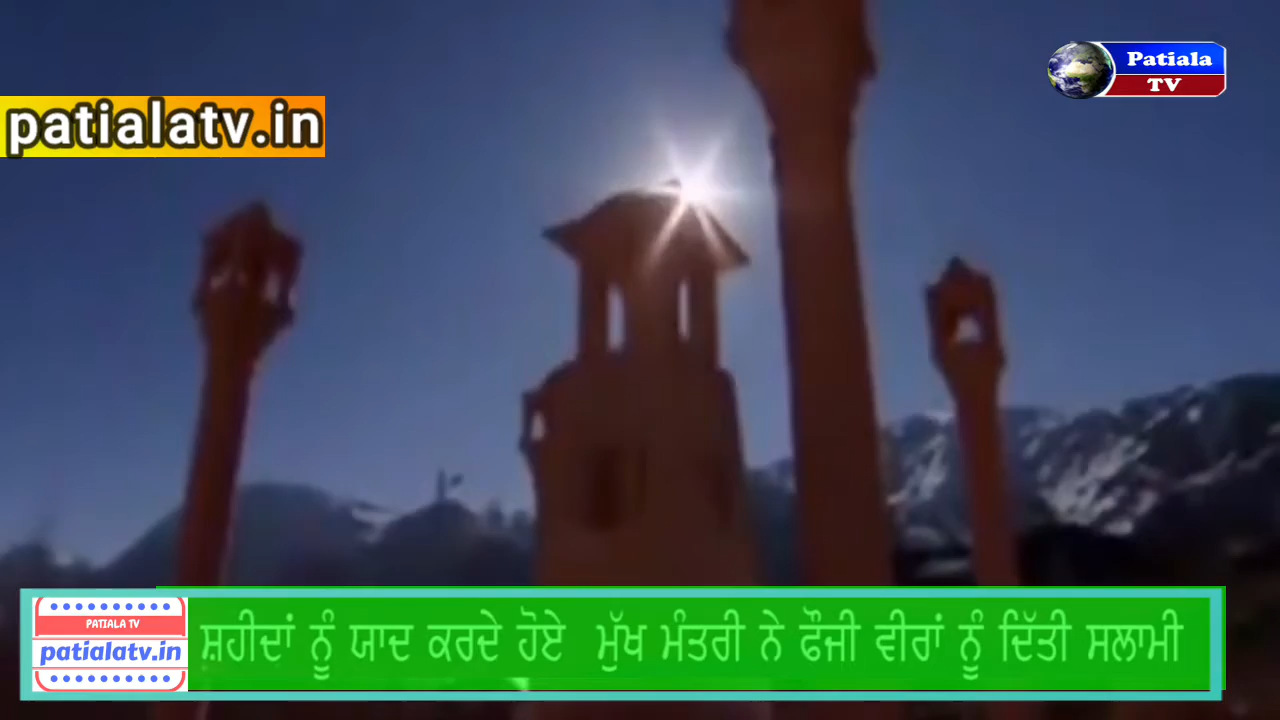 Patiala
TV
patialatv.in
PATIALA TV
patialatv.in
ਸ਼ਹੀਦਾਂ ਨੂੰ ਯਾਦ ਕਰਦੇ ਹੋਏ ਮੁੱਖ ਮੰਤਰੀ ਨੇ ਫੌਜੀ ਵੀਰਾਂ ਨੂੰ ਦਿੱਤੀ ਸਲਾਮੀ